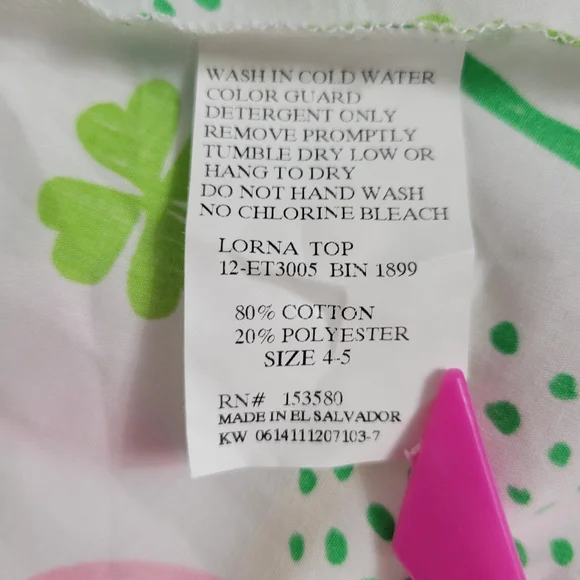 WASH IN COLD WATER
COLOR GUARD
DETERGENT ONLY
REMOVE PROMPTLY
TUMBLE DRY LOW OR
HANG TO DRY
DO NOT HAND WASH
NO CHLORINE BLEACH
LORNA TOP
12-ET3005 BIN 1899
80% COTTON
20% POLYESTER
SIZE 4-5
RN# 153580
MADE IN EL SALVADOR
KW 0614111207103-7